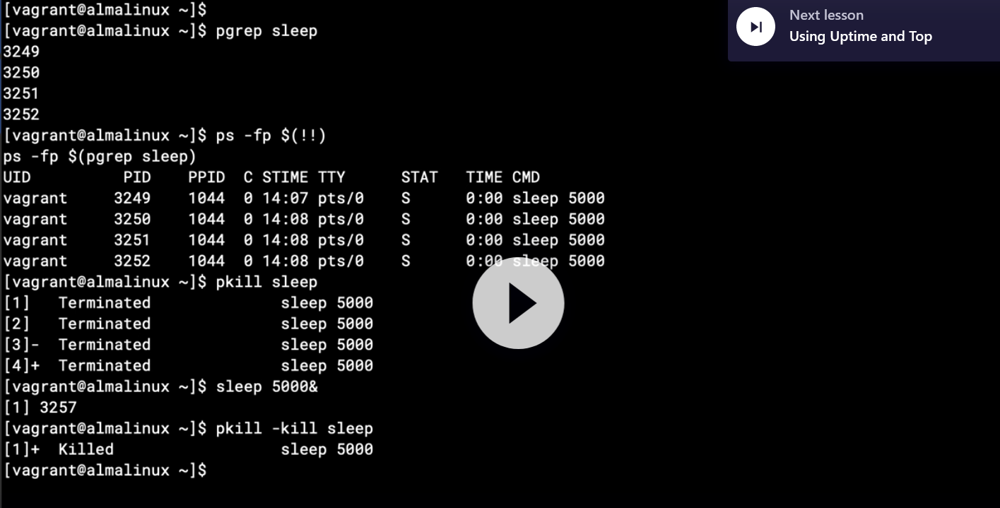 [vagrant@almalinux ~]$
[vagrant@almalinux ~]$ pgrep sleep
3249
3250
3251
3252
[vagrant@almalinux ~]$ ps -fp $(!!)
ps -fp $(pgrep sleep)
UID          PID    PPID  C STIME TTY      STAT   TIME CMD
vagrant     3249    1044  0 14:07 pts/0    S      0:00 sleep 5000
vagrant     3250    1044  0 14:08 pts/0    S      0:00 sleep 5000
vagrant     3251    1044  0 14:08 pts/0    S      0:00 sleep 5000
vagrant     3252    1044  0 14:08 pts/0    S      0:00 sleep 5000
[vagrant@almalinux ~]$ pkill sleep
[1]   Terminated              sleep 5000
[2]   Terminated              sleep 5000
[3]-  Terminated              sleep 5000
[4]+  Terminated              sleep 5000
[vagrant@almalinux ~]$ sleep 5000&
[1] 3257
[vagrant@almalinux ~]$ pkill -kill sleep
[1]+  Killed                  sleep 5000
[vagrant@almalinux ~]$
Next lesson
Using Uptime and Top